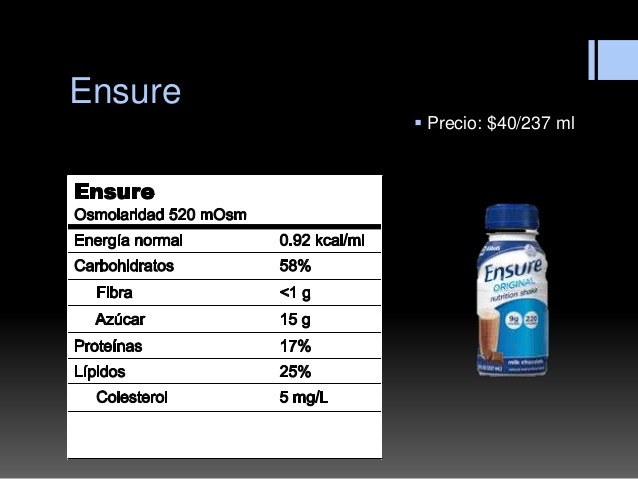 Ensure
▪ Precio: $40/237 ml
Ensure
Osmolaridad 520 mOsm
Energía normal 0.92 kcal/ml
Carbohidratos 58%
Fibra <1 g
Azúcar 15 g
Proteínas 17%
Lípidos 25%
Colesterol 5 mg/L
Ensure
ORIGINAL
nutrition shake
9g 220
milk chocolate